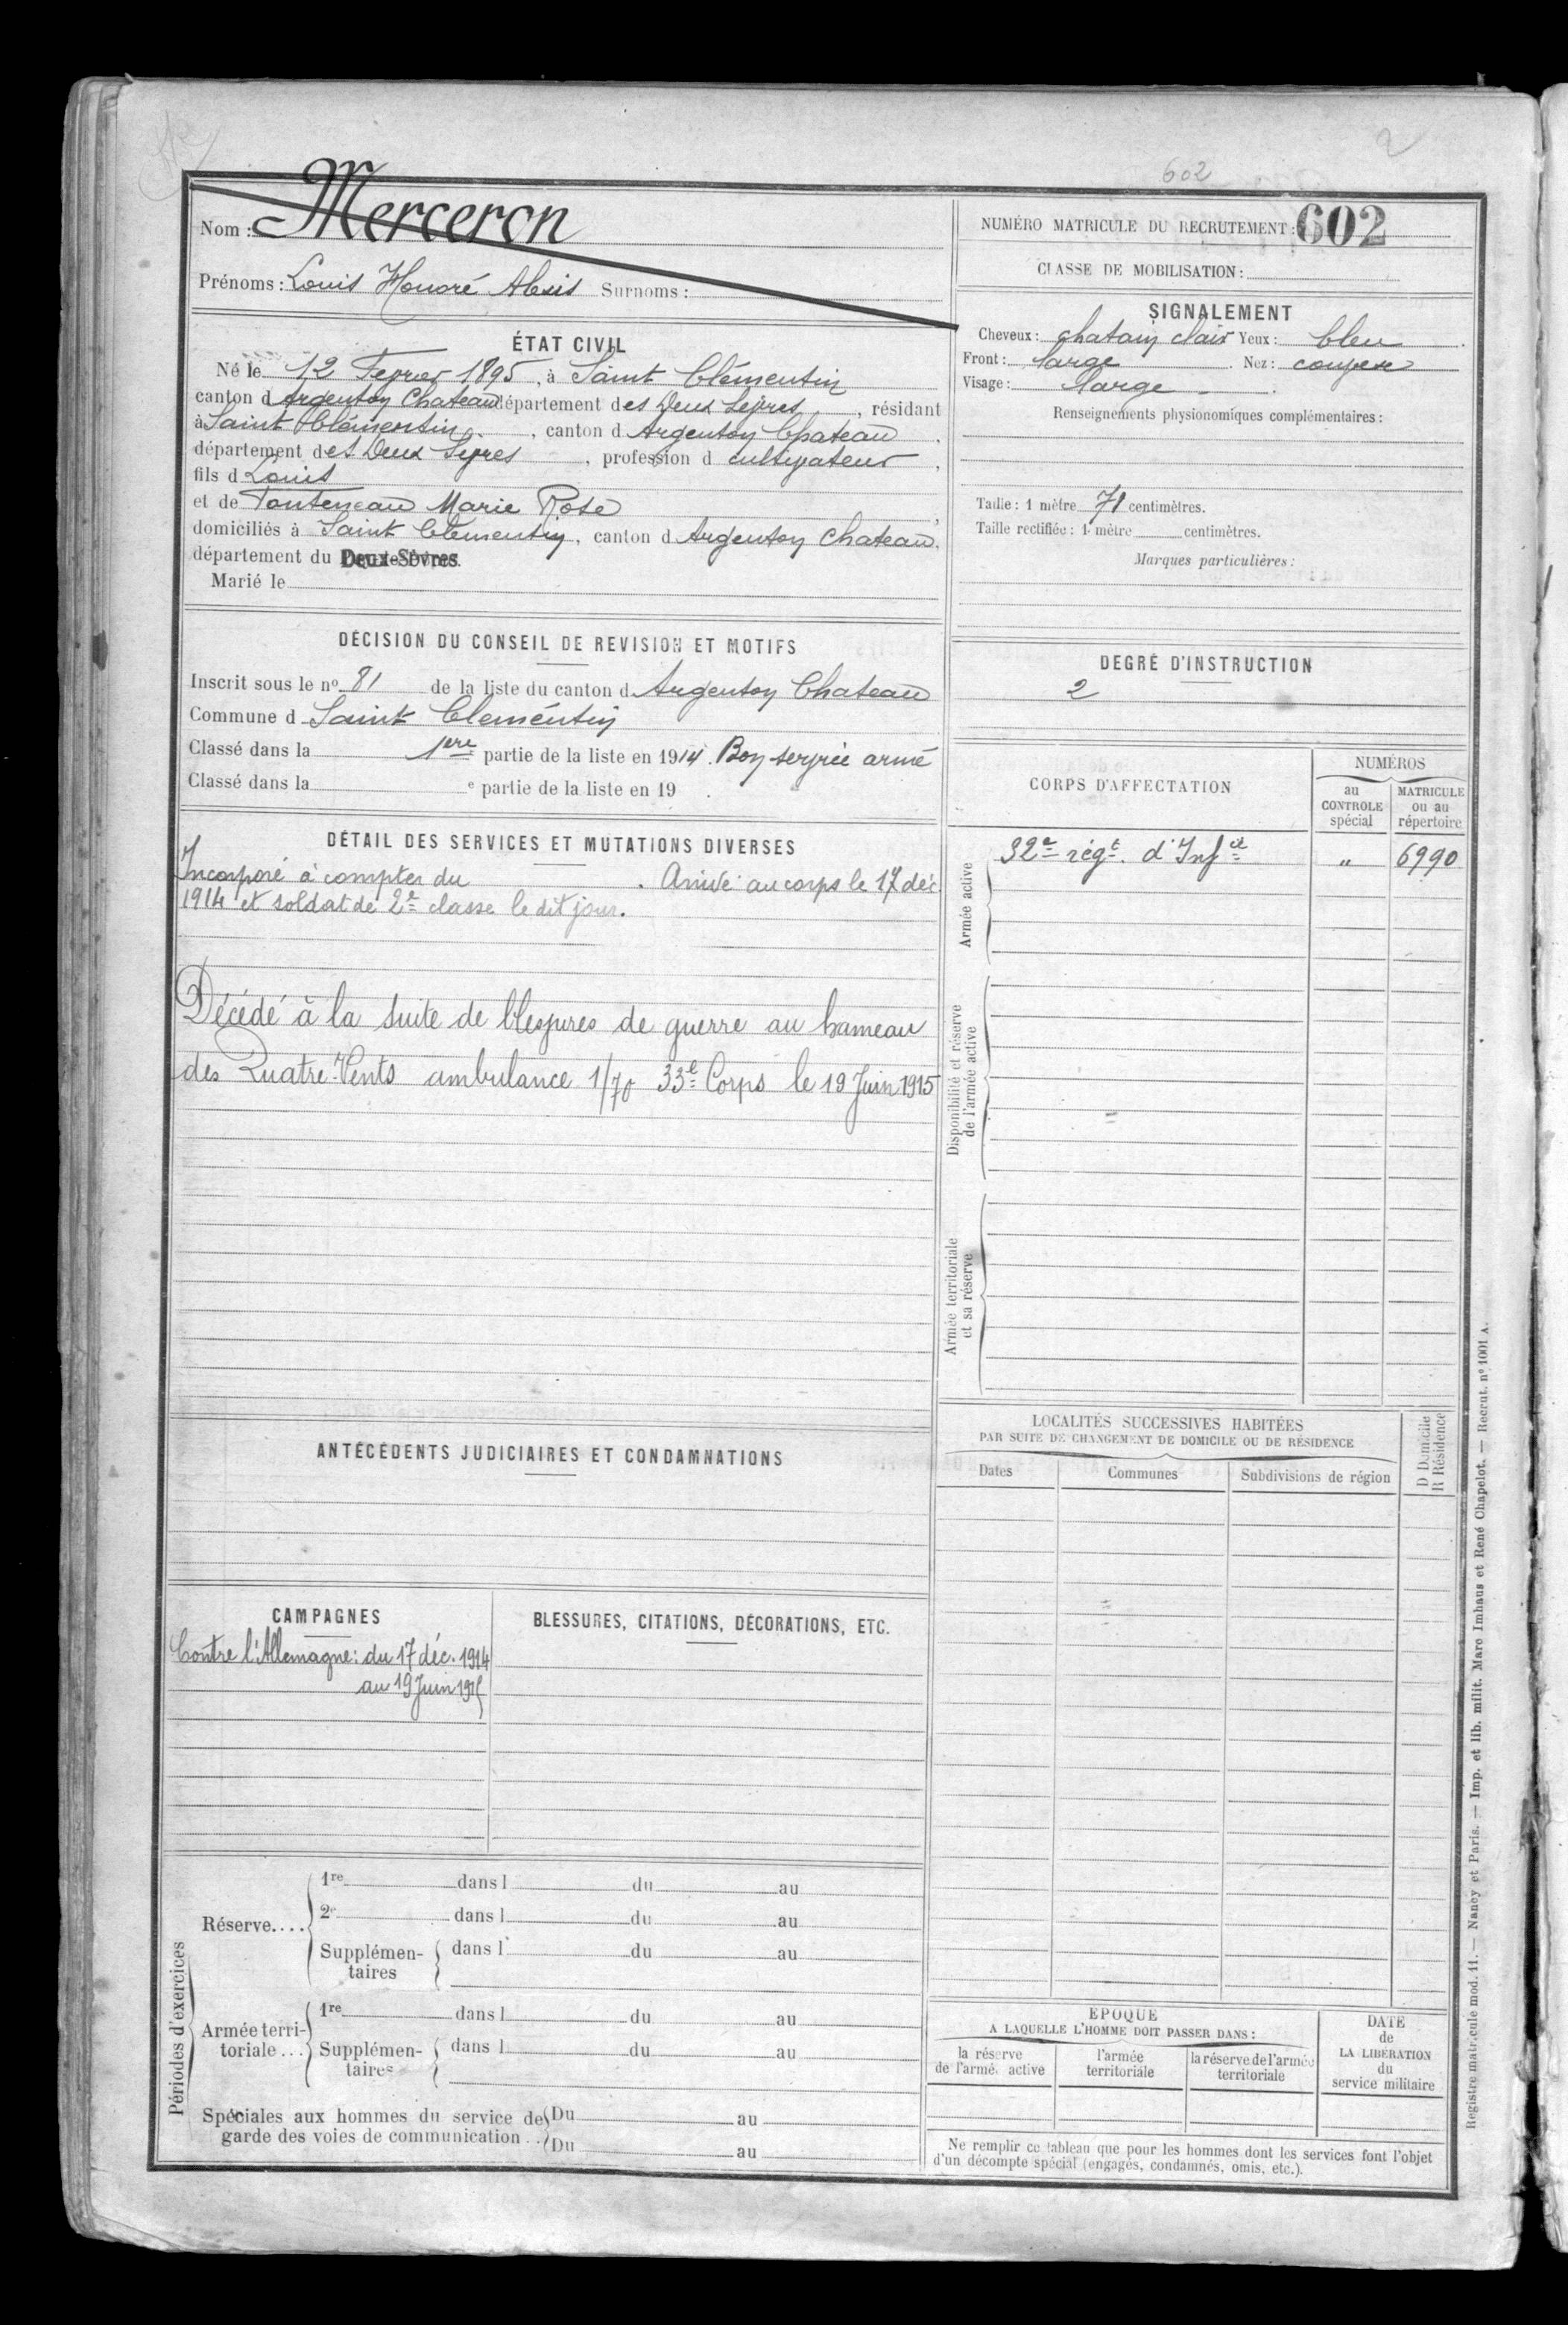 602
2
Nom : Merceron
Prénoms : Louis Honoré Alexis Surnoms :
ÉTAT CIVIL
Né le 12 Fevrier 1895, à Saint Clémentin
canton d Argenton Chateau département des Deux Sevres, résidant
à Saint Clémentin, canton d Argenton Chateau,
département des Deux Sevres, profession d cultivateur,
fils d Louis
et de Fonteneau Marie Rose,
domiciliés à Saint Clementin, canton d Argenton Chateau,
département du Deux-Sèvres.
Marié le
DÉCISION DU CONSEIL DE REVISION ET MOTIFS
Inscrit sous le nº 81 de la liste du canton d Argenton Chateau
Commune d Saint Cleméntin
Classé dans la 1ere partie de la liste en 1914. Bon service armé
Classé dans la e partie de la liste en 19 .
DÉTAIL DES SERVICES ET MUTATIONS DIVERSES
Incorporé à compter du . Arrivé au corps le 17 déc.
1914 et soldat de 2e classe le dit jour.
Décédé à la suite de blessures de guerre au hameau
des Quatre-Vents ambulance 1/70 33e Corps le 19 Juin 1915
ANTÉCÉDENTS JUDICIAIRES ET CONDAMNATIONS
CAMPAGNES
Contre l'Allemagne : du 17 déc. 1914
au 19 Juin 1915
BLESSURES, CITATIONS, DÉCORATIONS, ETC.
Périodes d'exercices
Réserve....
1re dans l du au
2e dans l du au
Supplémen-
taires
dans l du au
Armée terri-
toriale ...
1re dans l du au
Supplémen-
taires
dans l du au
Spéciales aux hommes du service de
garde des voies de communication ..
Du au
Du au
NUMÉRO MATRICULE DU RECRUTEMENT : 602
CLASSE DE MOBILISATION :
SIGNALEMENT
Cheveux : chatain clair Yeux : bleu .
Front : large . Nez :
Visage : large .
Renseignements physionomiques complémentaires :
Taille : 1 mètre 71 centimètres.
Taille rectifiée : 1 mètre centimètres.
Marques particulières :
DEGRÉ D'INSTRUCTION
2
CORPS D'AFFECTATION
NUMÉROS
au
CONTROLE
spécial
MATRICULE
ou au
répertoire
Armée active
32e régt. d'Infie " 6990
Disponibilité et réserve
de l'armée active
Armée territoriale
et sa réserve
LOCALITÉS SUCCESSIVES HABITÉES
PAR SUITE DE CHANGEMENT DE DOMICILE OU DE RÉSIDENCE
D Domicile
R Résidence
Dates Communes Subdivisions de région
EPOQUE
A LAQUELLE L'HOMME DOIT PASSER DANS :
la réserve
de l'armée active
l'armée
territoriale
la réserve de l'armée
territoriale
DATE
de
LA LIBÉRATION
du
service militaire
Ne remplir ce tableau que pour les hommes dont les services font l'objet
d'un décompte spécial (engagés, condamnés, omis, etc.).
Registre matricule mod. 11. — Nancy et Paris. — Imp. et lib. milit. Marc Imhaus et René Chapelot. — Recrut. nº 1001 A.